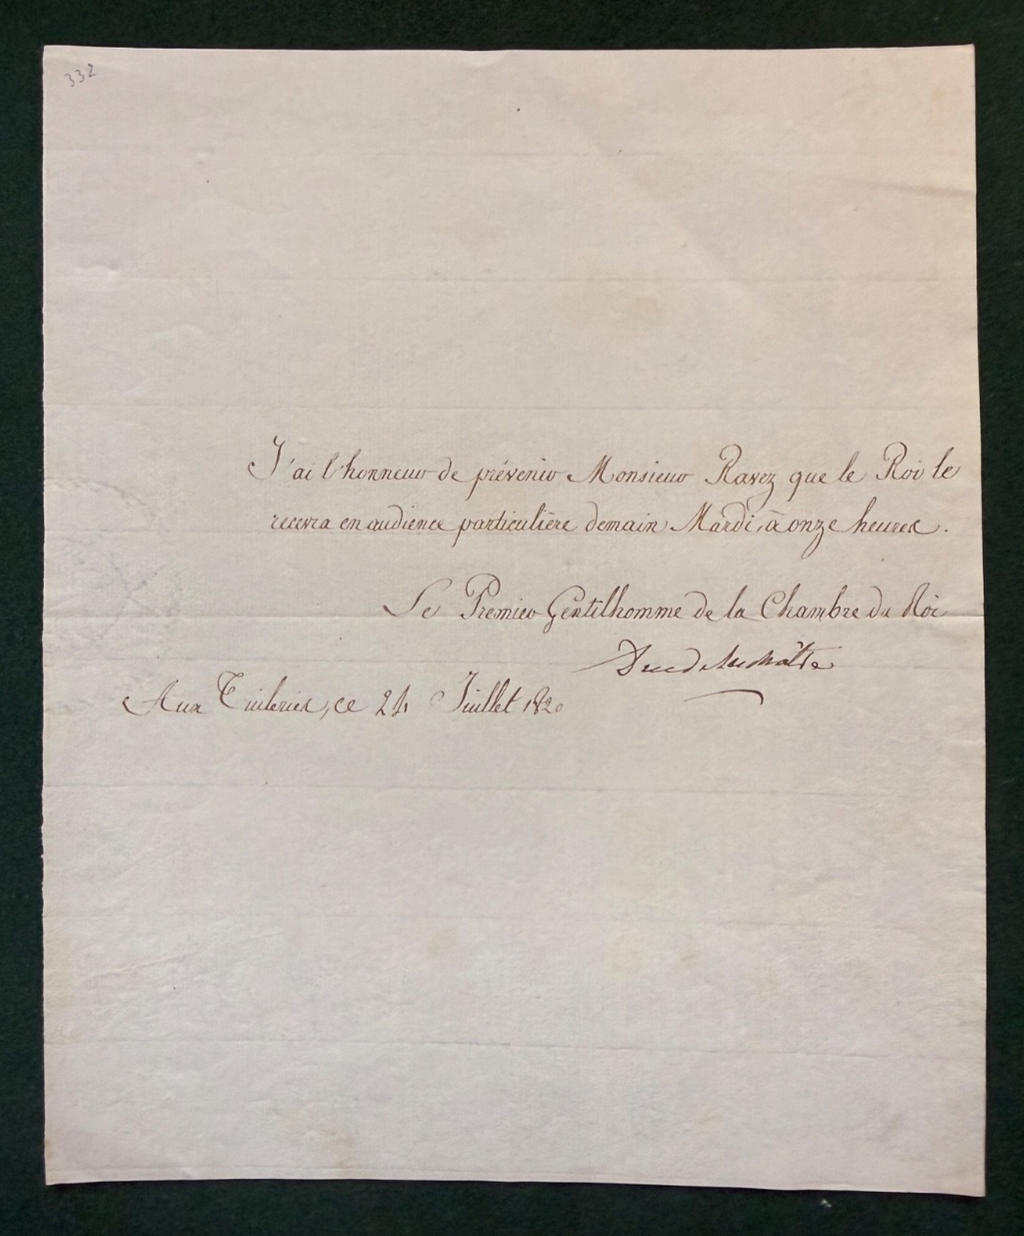 332
J'ai l'honneur de prévenir Monsieur Ravez que le Roi le
recevra en audience particulière demain Mardi, à onze heures.
Le Premier Gentilhomme de la Chambre du Roi
Duc de
Aux Tuileries, ce 24 Juillet 1820